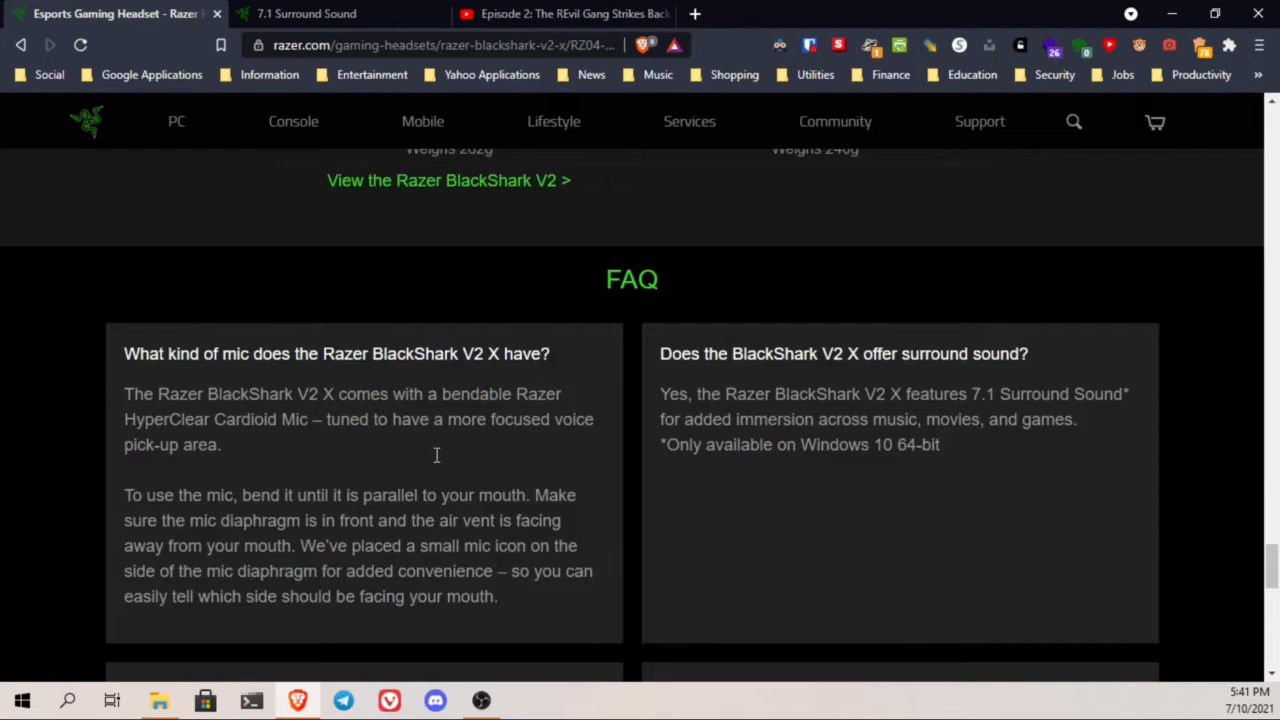 Esports Gaming Headset - Razer
7.1 Surround Sound
Episode 2: The REvil Gang Strikes Back
razer.com/gaming-headsets/razer-blackshark-v2-x/RZ04-...
1
26
0
78
Social
Google Applications
Information
Entertainment
Yahoo Applications
News
Music
Shopping
Utilities
Finance
Education
Security
Jobs
Productivity
»
PC
Console
Mobile
Lifestyle
Services
Community
Support
Weighs 262g
Weighs 240g
View the Razer BlackShark V2 >
FAQ
What kind of mic does the Razer BlackShark V2 X have?
The Razer BlackShark V2 X comes with a bendable Razer
HyperClear Cardioid Mic – tuned to have a more focused voice
pick-up area.
To use the mic, bend it until it is parallel to your mouth. Make
sure the mic diaphragm is in front and the air vent is facing
away from your mouth. We've placed a small mic icon on the
side of the mic diaphragm for added convenience – so you can
easily tell which side should be facing your mouth.
Does the BlackShark V2 X offer surround sound?
Yes, the Razer BlackShark V2 X features 7.1 Surround Sound*
for added immersion across music, movies, and games.
*Only available on Windows 10 64-bit
5:41 PM
7/10/2021